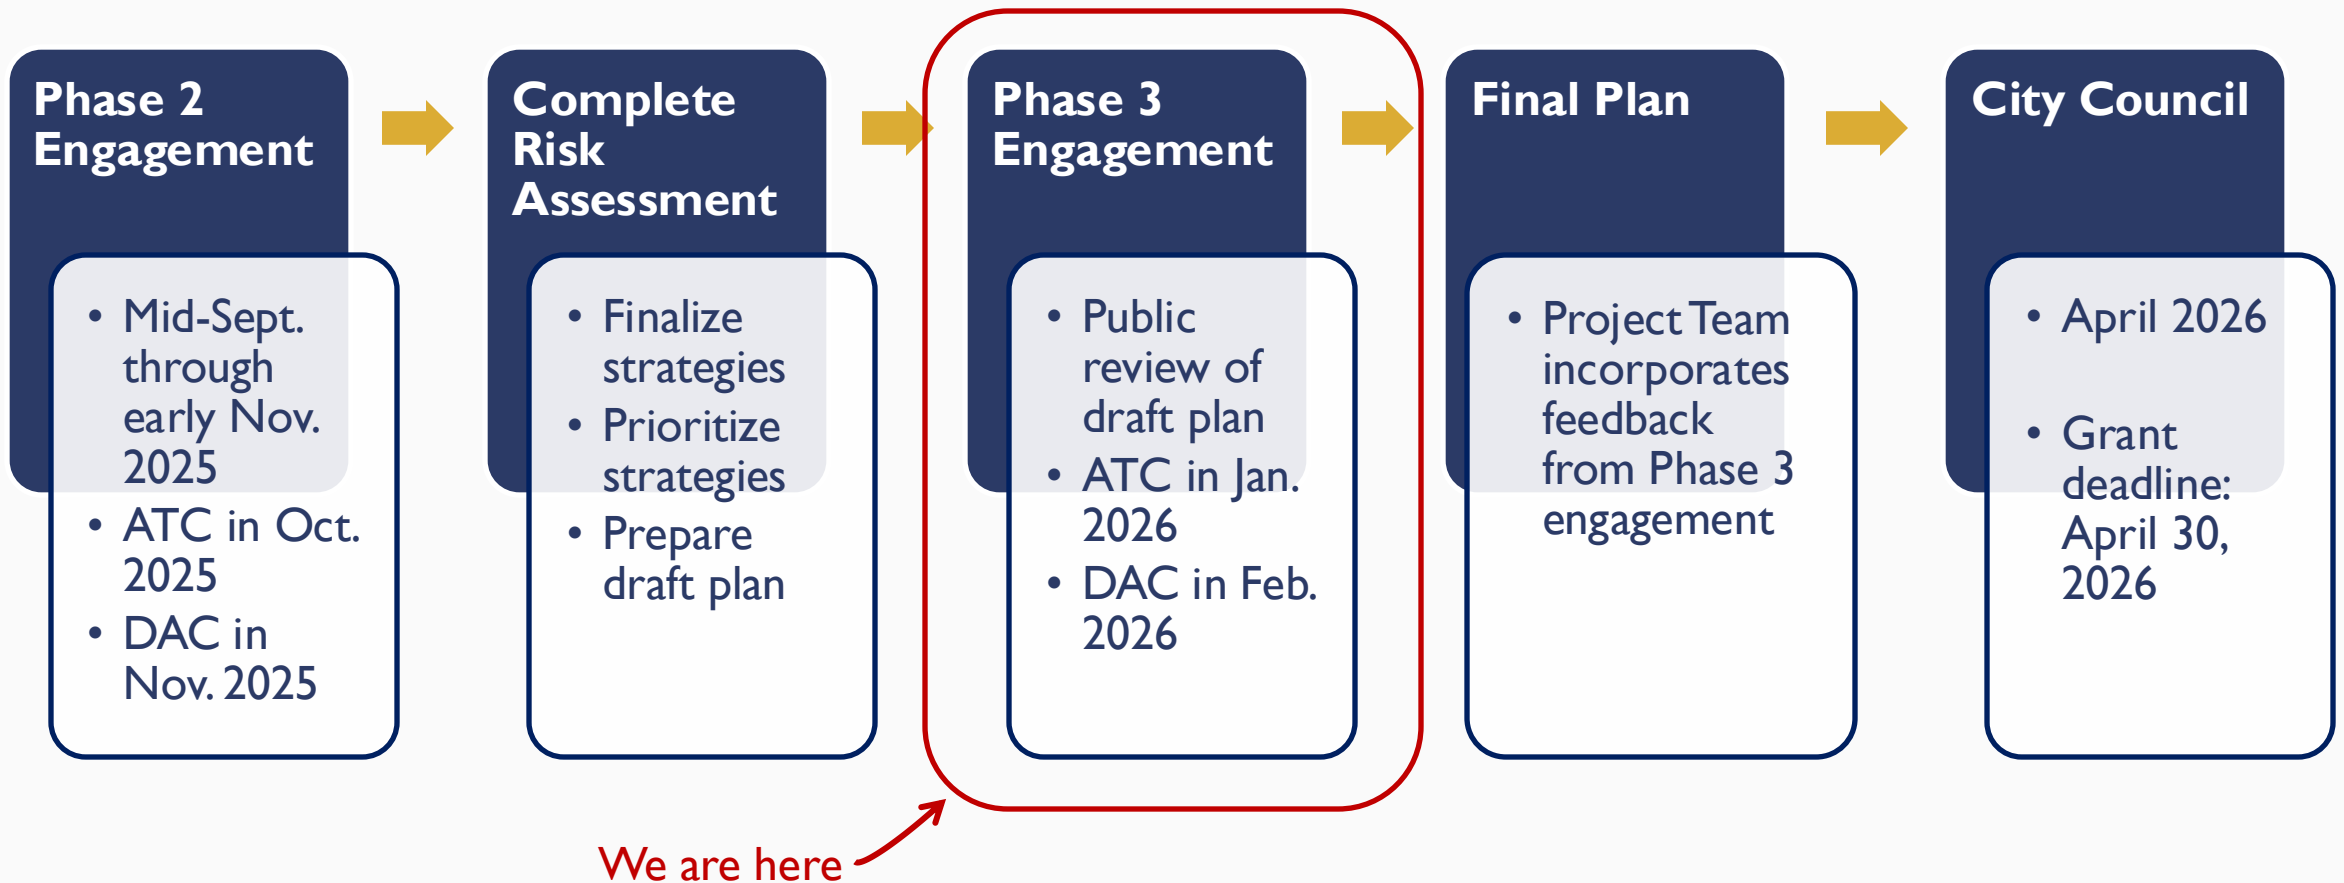 Phase 2
Engagement
• Mid-Sept.
through
early Nov.
2025
• ATC in Oct.
2025
• DAC in
Nov. 2025
Complete
Risk
Assessment
• Finalize
strategies
• Prioritize
strategies
• Prepare
draft plan
Phase 3
Engagement
• Public
review of
draft plan
• ATC in Jan.
2026
• DAC in Feb.
2026
Final Plan
• Project Team
incorporates
feedback
from Phase 3
engagement
City Council
• April 2026
• Grant
deadline:
April 30,
2026
We are here